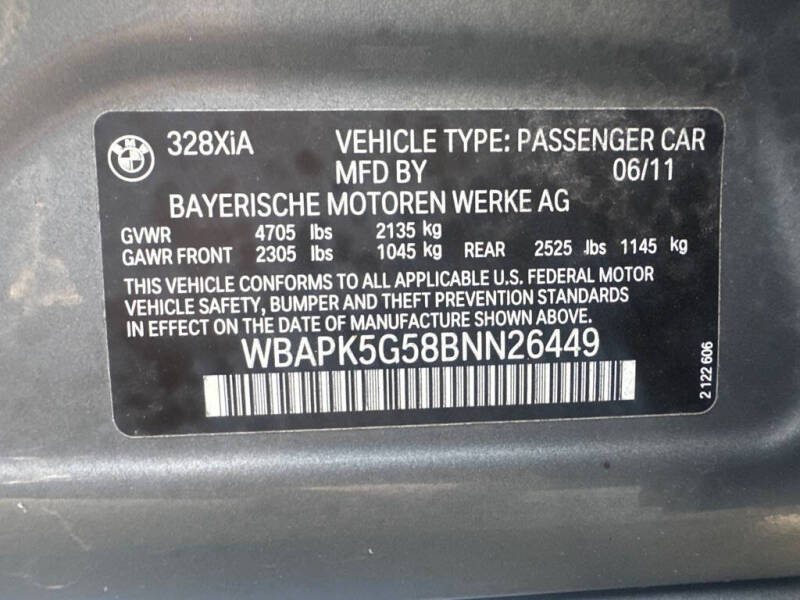 BMW
328XiA VEHICLE TYPE: PASSENGER CAR
MFD BY 06/11
BAYERISCHE MOTOREN WERKE AG
GVWR 4705 lbs 2135 kg
GAWR FRONT 2305 lbs 1045 kg REAR 2525 lbs 1145 kg
THIS VEHICLE CONFORMS TO ALL APPLICABLE U.S. FEDERAL MOTOR
VEHICLE SAFETY, BUMPER AND THEFT PREVENTION STANDARDS
IN EFFECT ON THE DATE OF MANUFACTURE SHOWN ABOVE.
WBAPK5G58BNN26449
2 122 606